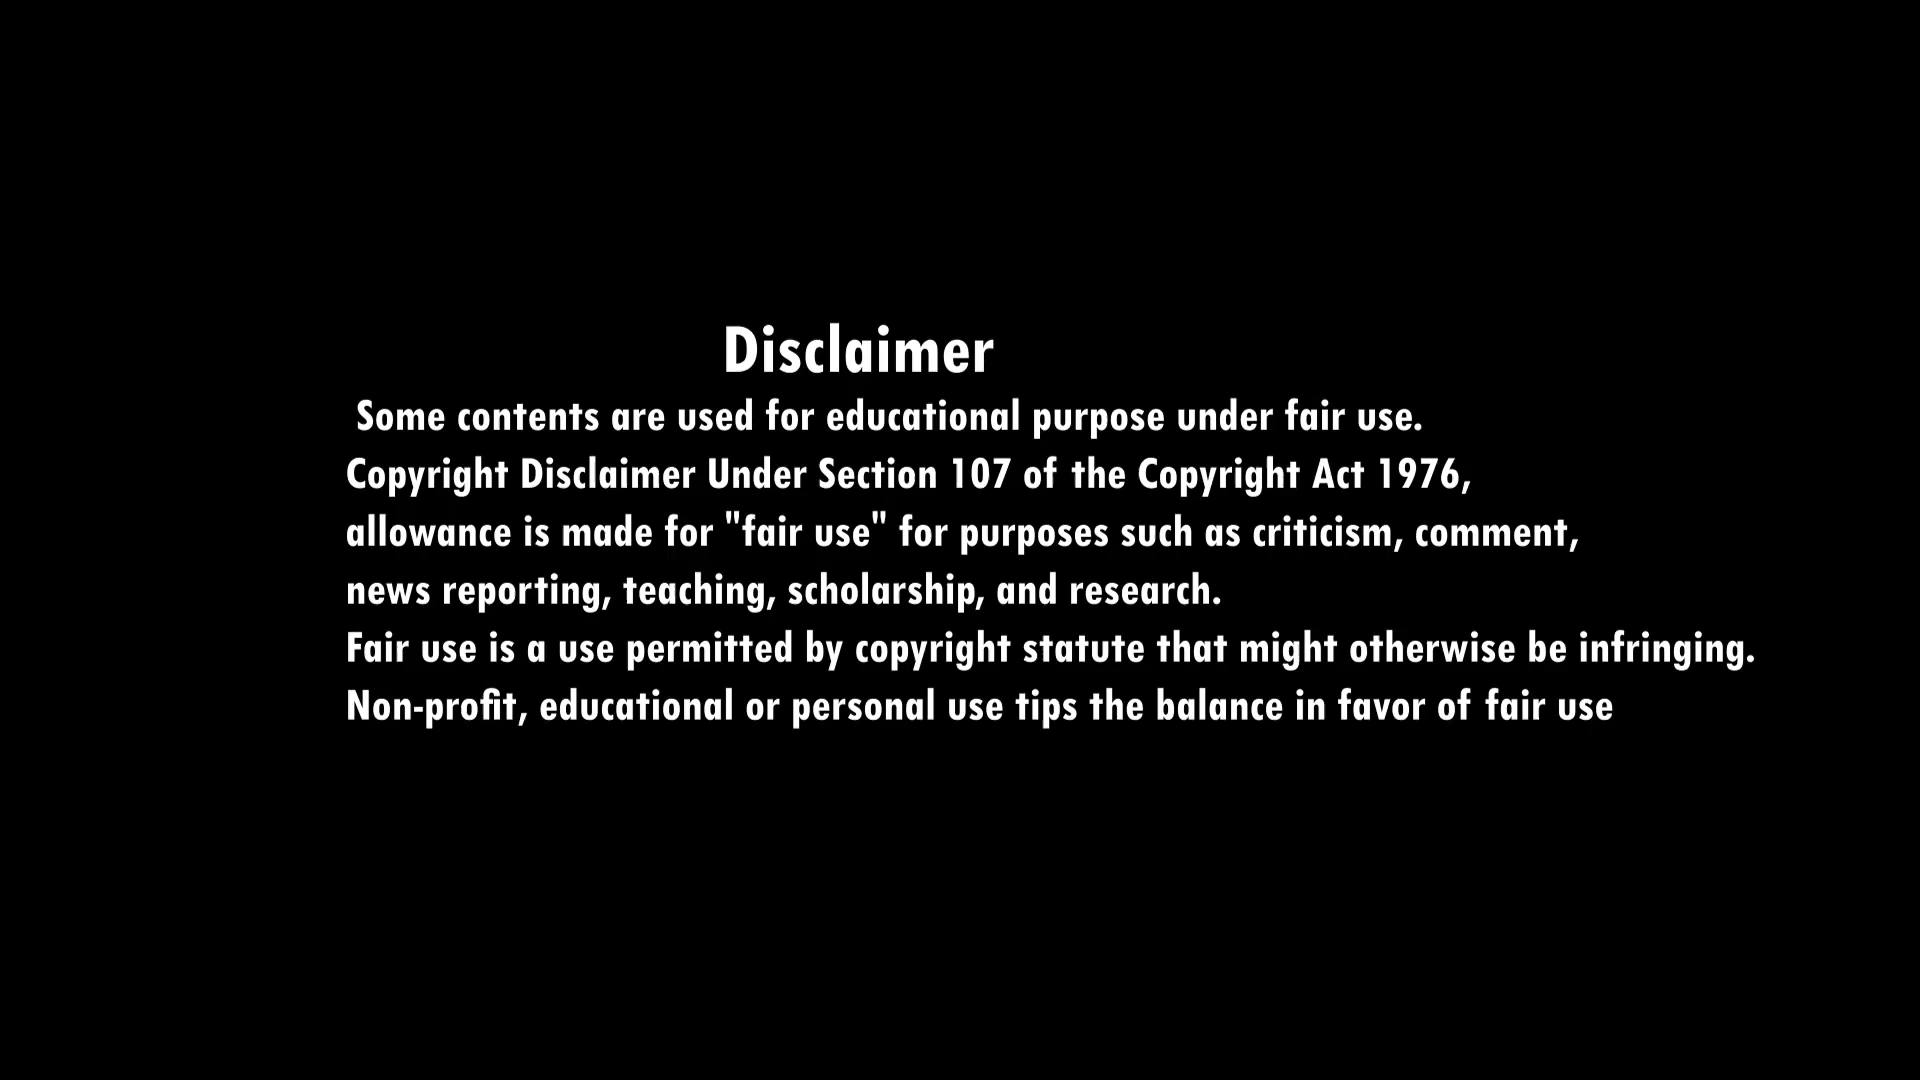 Disclaimer
Some contents are used for educational purpose under fair use.
Copyright Disclaimer Under Section 107 of the Copyright Act 1976,
allowance is made for "fair use" for purposes such as criticism, comment,
news reporting, teaching, scholarship, and research.
Fair use is a use permitted by copyright statute that might otherwise be infringing.
Non-profit, educational or personal use tips the balance in favor of fair use